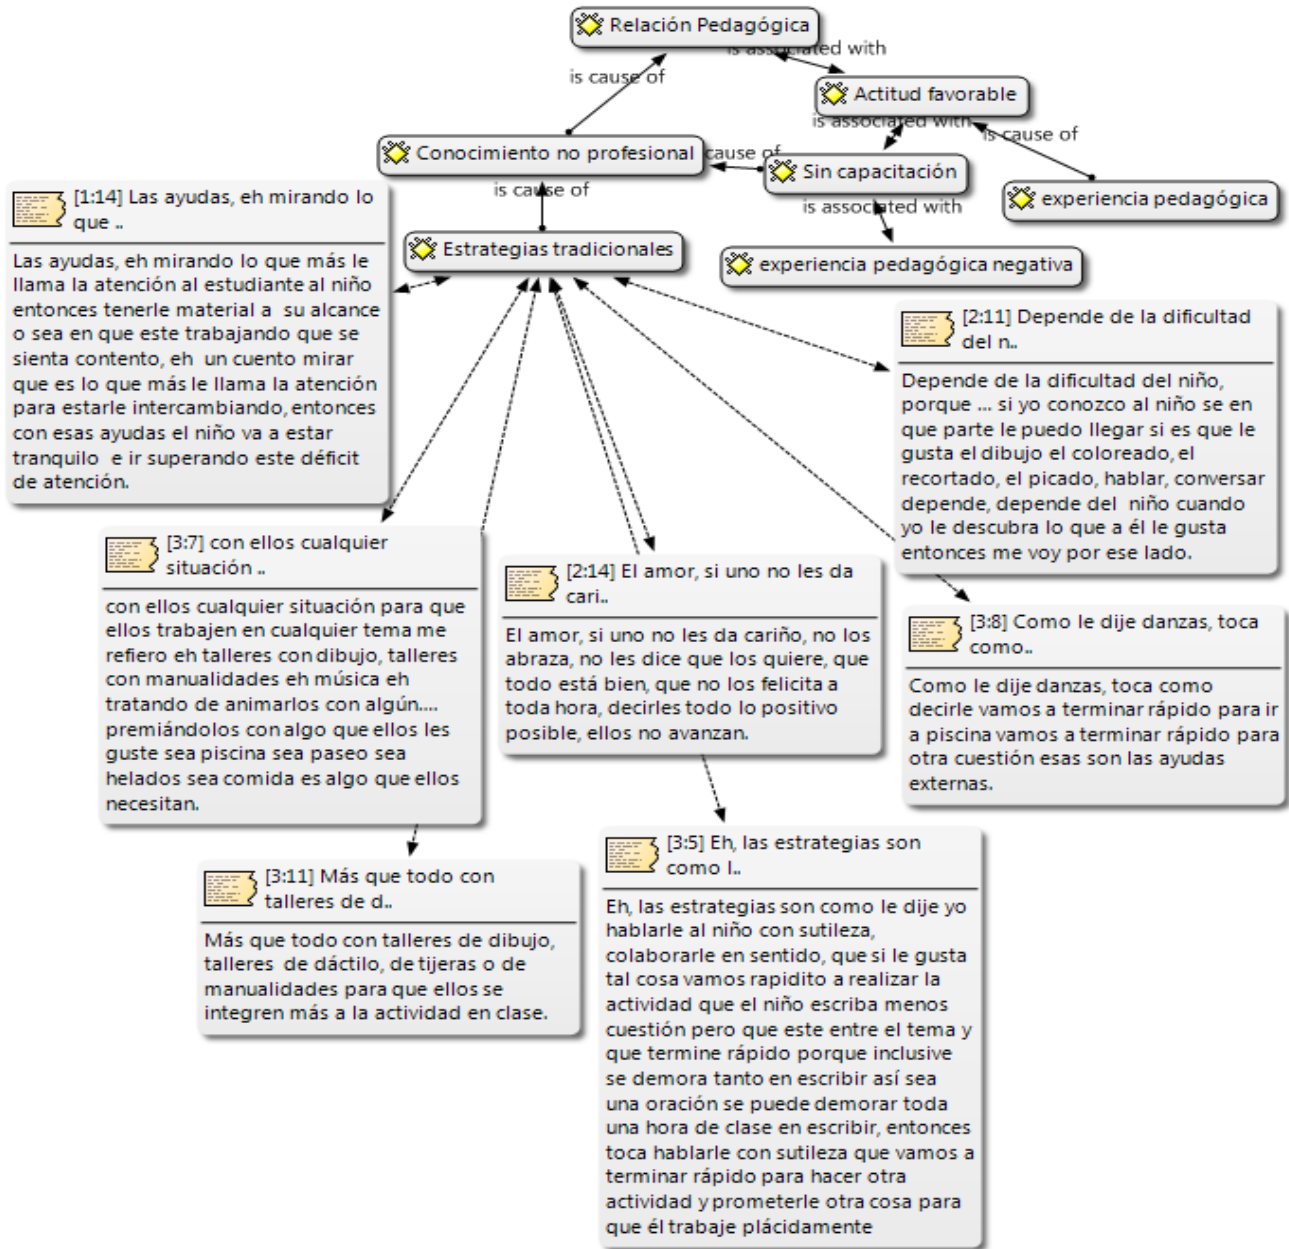 Relación Pedagógica
is associated with
is cause of
Actitud favorable
is associated with
is cause of
Conocimiento no profesional
cause of
Sin capacitación
is cause of
is associated with
experiencia pedagógica
Estrategias tradicionales
experiencia pedagógica negativa
[1:14] Las ayudas, eh mirando lo
que ..
Las ayudas, eh mirando lo que más le
llama la atención al estudiante al niño
entonces tenerle material a su alcance
o sea en que este trabajando que se
sienta contento, eh un cuento mirar
que es lo que más le llama la atención
para estarle intercambiando, entonces
con esas ayudas el niño va a estar
tranquilo e ir superando este déficit
de atención.
[2:11] Depende de la dificultad
del n..
Depende de la dificultad del niño,
porque ... si yo conozco al niño se en
que parte le puedo llegar si es que le
gusta el dibujo el coloreado, el
recortado, el picado, hablar, conversar
depende, depende del niño cuando
yo le descubra lo que a él le gusta
entonces me voy por ese lado.
[3:7] con ellos cualquier
situación ..
con ellos cualquier situación para que
ellos trabajen en cualquier tema me
refiero eh talleres con dibujo, talleres
con manualidades eh música eh
tratando de animarlos con algún....
premiándolos con algo que ellos les
guste sea piscina sea paseo sea
helados sea comida es algo que ellos
necesitan.
[2:14] El amor, si uno no les da
cari..
El amor, si uno no les da cariño, no los
abraza, no les dice que los quiere, que
todo está bien, que no los felicita a
toda hora, decirles todo lo positivo
posible, ellos no avanzan.
[3:8] Como le dije danzas, toca
como..
Como le dije danzas, toca como
decirle vamos a terminar rápido para ir
a piscina vamos a terminar rápido para
otra cuestión esas son las ayudas
externas.
[3:11] Más que todo con
talleres de d..
Más que todo con talleres de dibujo,
talleres de dáctilo, de tijeras o de
manualidades para que ellos se
integren más a la actividad en clase.
[3:5] Eh, las estrategias son
como l..
Eh, las estrategias son como le dije yo
hablarle al niño con sutileza,
colaborarle en sentido, que si le gusta
tal cosa vamos rapidito a realizar la
actividad que el niño escriba menos
cuestión pero que este entre el tema y
que termine rápido porque inclusive
se demora tanto en escribir así sea
una oración se puede demorar toda
una hora de clase en escribir, entonces
toca hablarle con sutileza que vamos a
terminar rápido para hacer otra
actividad y prometerle otra cosa para
que él trabaje plácidamente